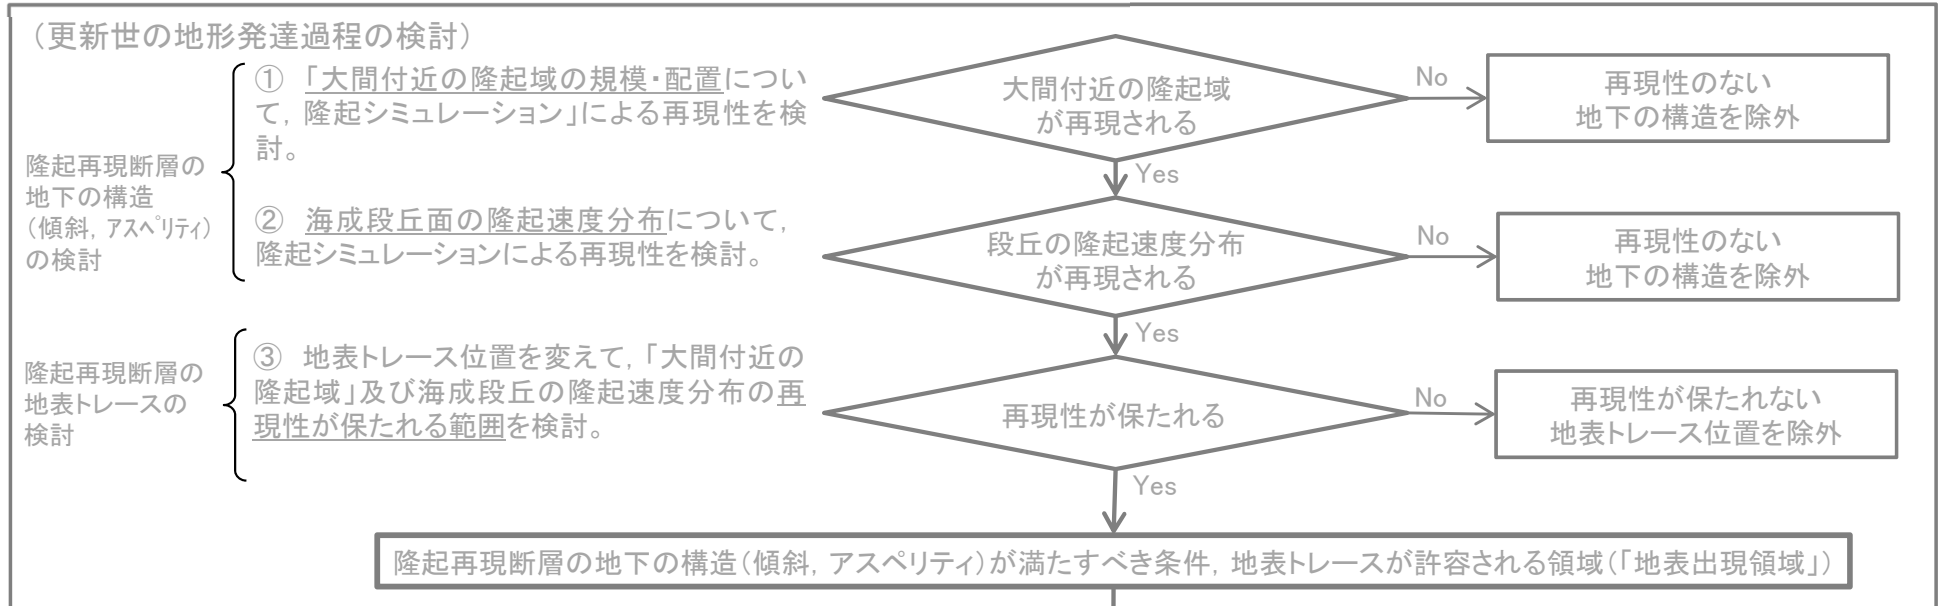 （更新世の地形発達過程の検討）
隆起再現断層の
地下の構造
（傾斜，アスペリティ）
の検討
①　「大間付近の隆起域の規模・配置につい
て，隆起シミュレーション」による再現性を検
討。
大間付近の隆起域
が再現される
No
再現性のない
地下の構造を除外
Yes
②　海成段丘面の隆起速度分布について，
隆起シミュレーションによる再現性を検討。
段丘の隆起速度分布
が再現される
No
再現性のない
地下の構造を除外
Yes
隆起再現断層の
地表トレースの
検討
③　地表トレース位置を変えて，「大間付近の
隆起域」及び海成段丘の隆起速度分布の再
現性が保たれる範囲を検討。
再現性が保たれる
No
再現性が保たれない
地表トレース位置を除外
Yes
隆起再現断層の地下の構造（傾斜，アスペリティ）が満たすべき条件，地表トレースが許容される領域（「地表出現領域」）